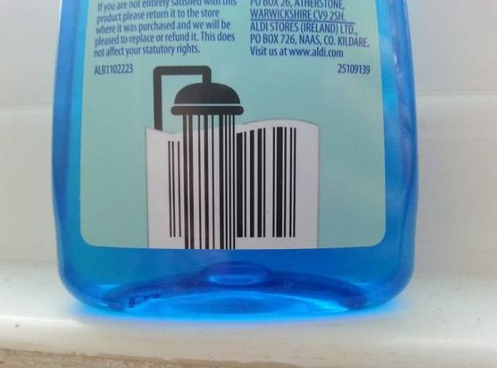 If you are not entirely satisfied with this
product please return it to the store
where it was purchased and we will be
pleased to replace or refund it. This does
not affect your statutory rights.
ALR1102223
PO BOX 26, ATHERSTONE,
WARWICKSHIRE CV9 2SH.
ALDI STORES (IRELAND) LTD.,
PO BOX 726, NAAS, CO. KILDARE.
Visit us at www.aldi.com
25109139